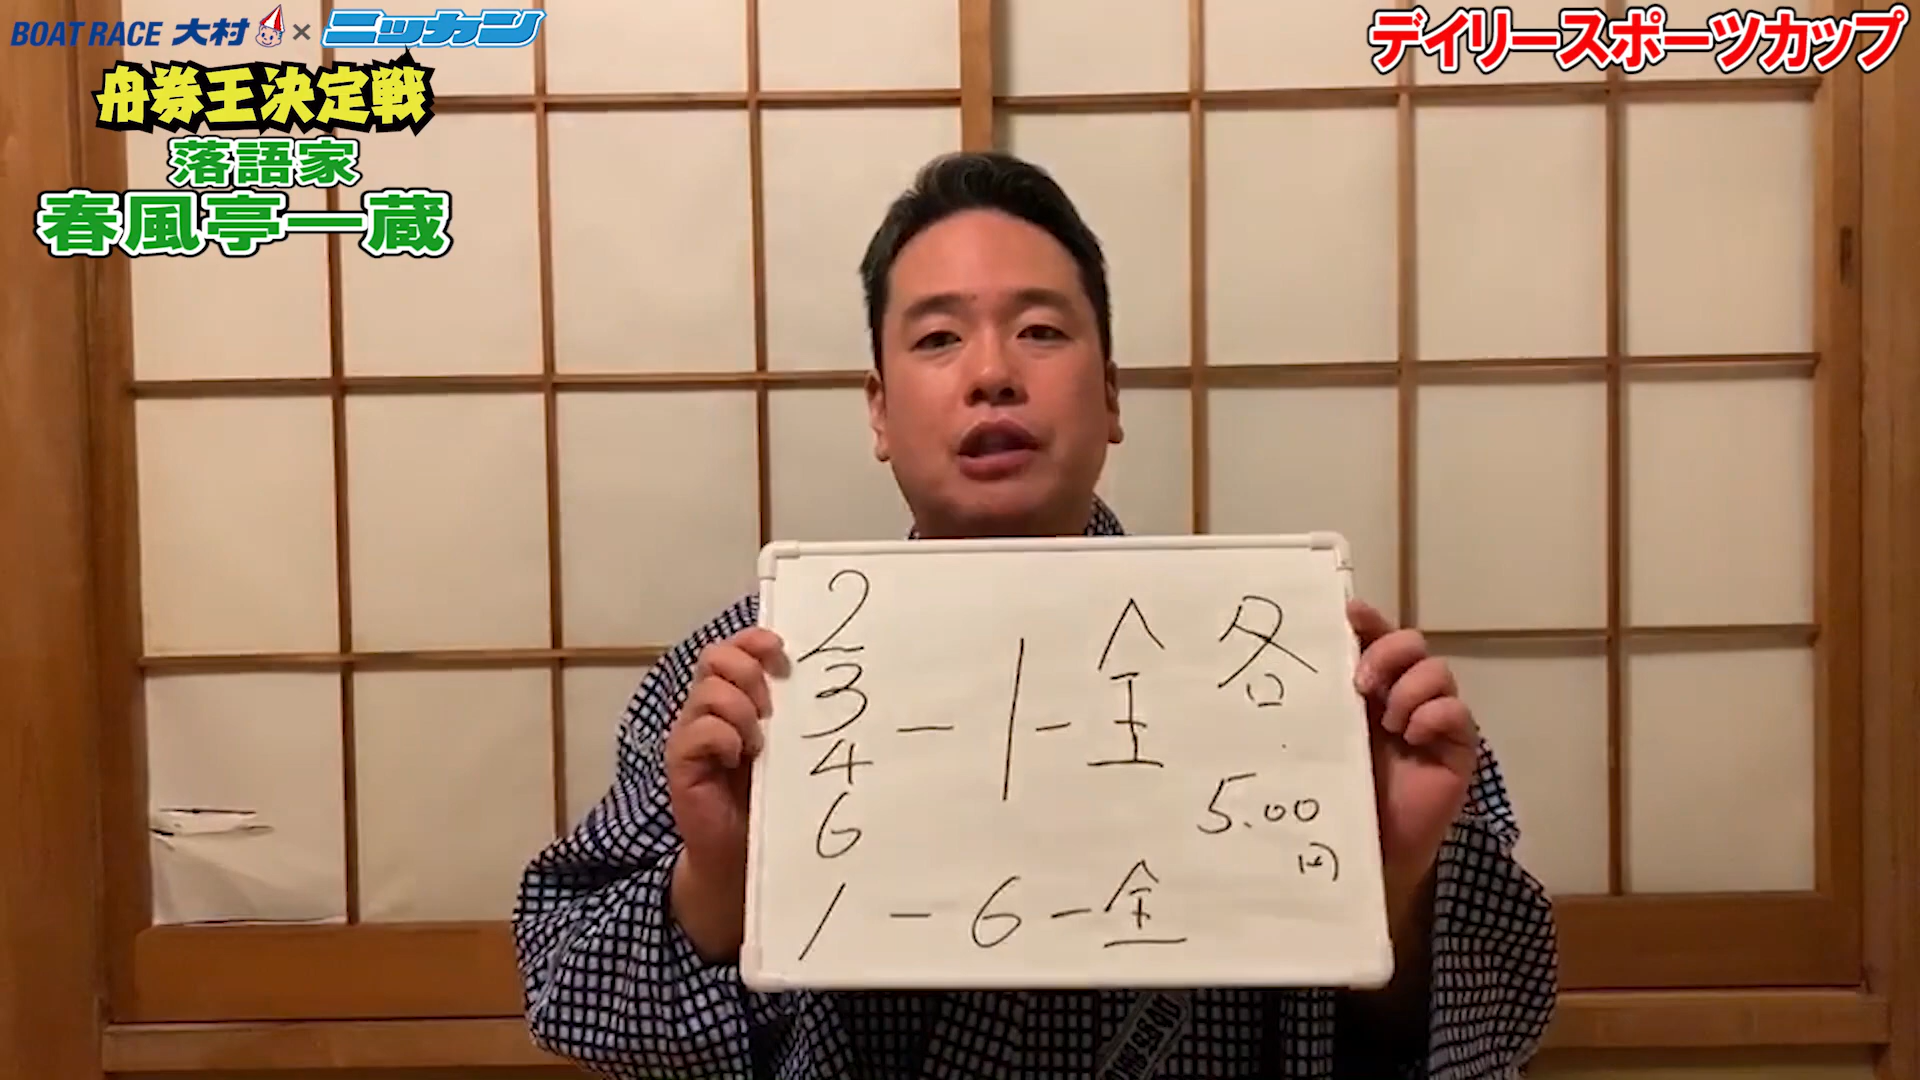 BOAT RACE 大村 × ニッカン
舟券王決定戦
落語家
春風亭一蔵
デイリースポーツカップ
2
3
4
6
- 1 - 全
各
5.00
1 - 6 - 全